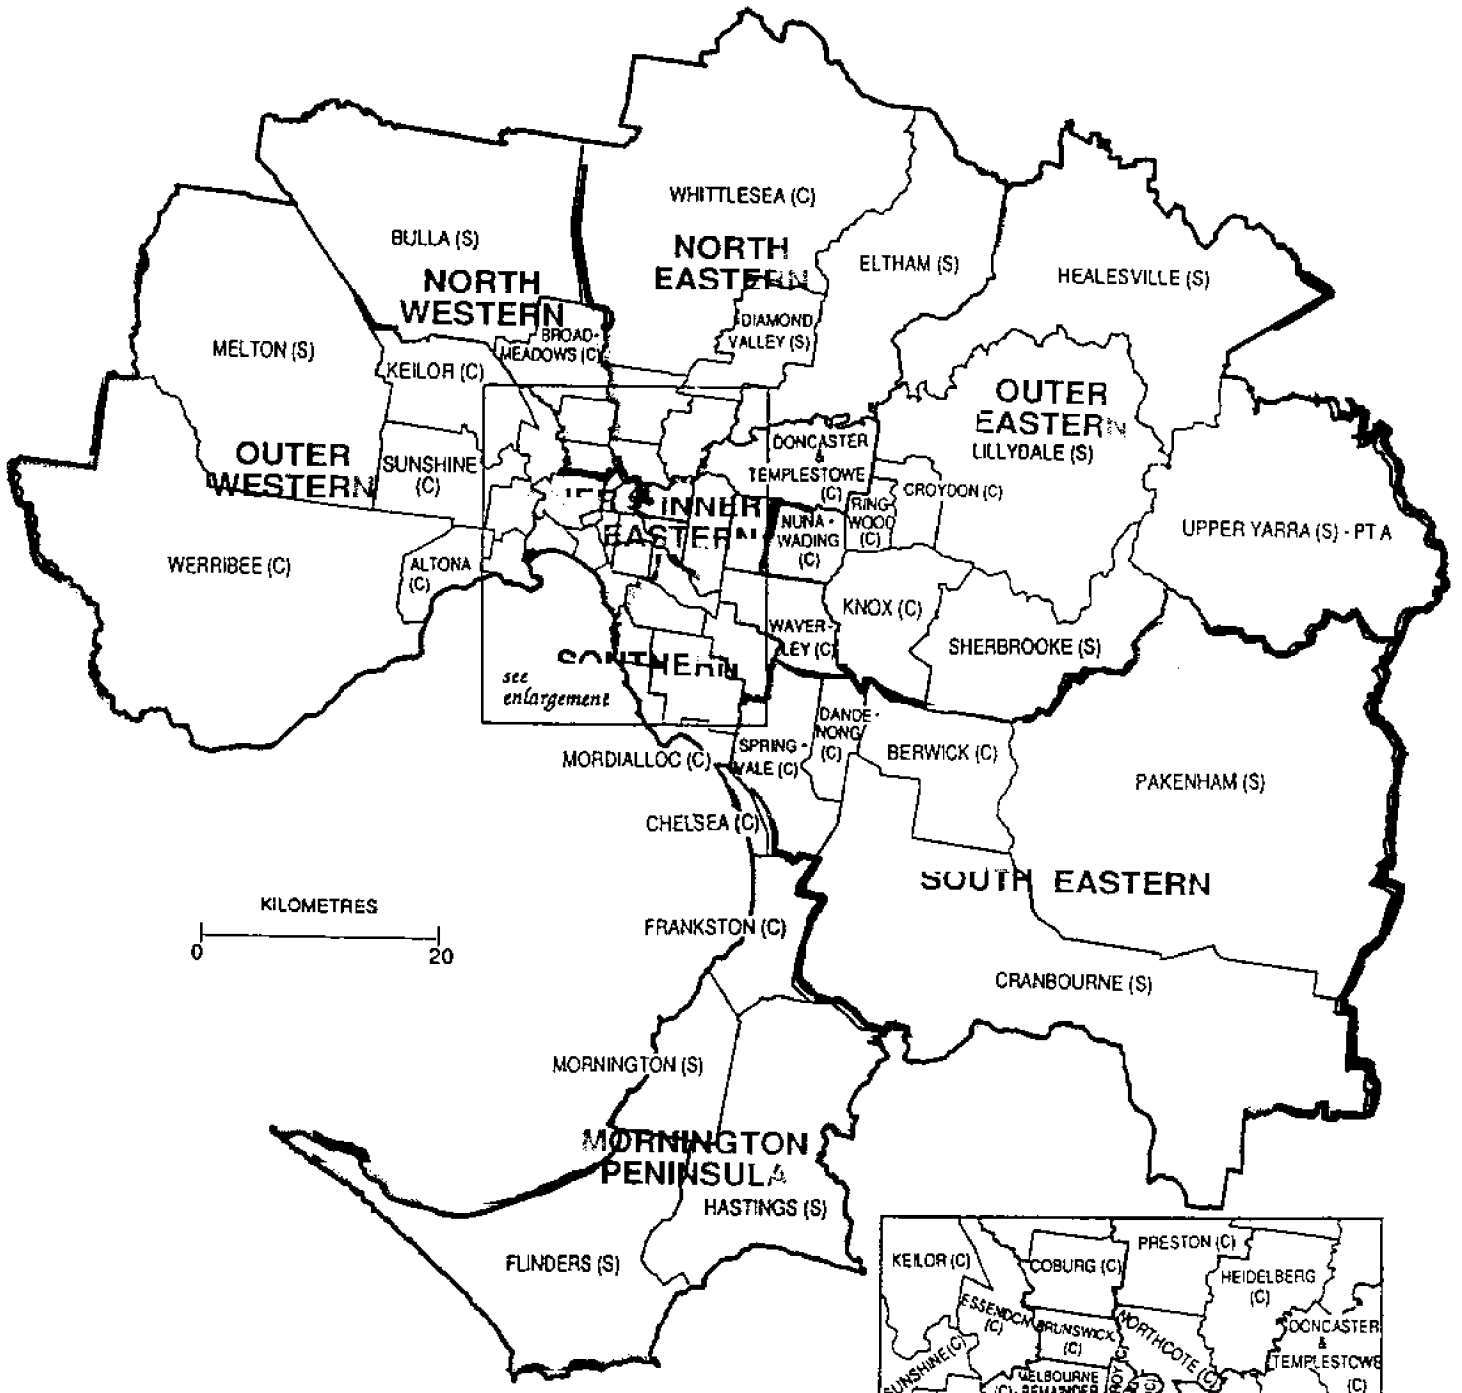 WHITTLESEA (C)
BULLA (S)
NORTH
EASTERN
ELTHAM (S)
HEALESVILLE (S)
NORTH
WESTERN
DIAMOND
VALLEY (S)
BROAD-
MEADOWS (C)
MELTON (S)
KEILOR (C)
OUTER
EASTERN
LILLYDALE (S)
OUTER
WESTERN
SUNSHINE
(C)
DONCASTER
&
TEMPLESTOWE
(C)
CROYDON (C)
RING-
WOOD
(C)
NUNA-
WADING
(C)
INNER
EASTERN
UPPER YARRA (S) - PT A
WERRIBEE (C)
ALTONA
(C)
KNOX (C)
WAVER-
LEY (C)
SHERBROOKE (S)
SOUTHERN
see
enlargement
DANDE-
NONG
(C)
MORDIALLOC (C)
SPRING-
VALE (C)
BERWICK (C)
PAKENHAM (S)
CHELSEA (C)
SOUTH EASTERN
KILOMETRES
0 20
FRANKSTON (C)
CRANBOURNE (S)
MORNINGTON (S)
MORNINGTON
PENINSULA
HASTINGS (S)
FLINDERS (S)
KEILOR (C)
COBURG (C)
PRESTON (C)
HEIDELBERG
(C)
ESSENDON
(C)
BRUNSWICK
(C)
NORTHCOTE (C)
DONCASTER
&
TEMPLESTOWE
(C)
SUNSHINE (C)
MELBOURNE
(C) REMAINDER